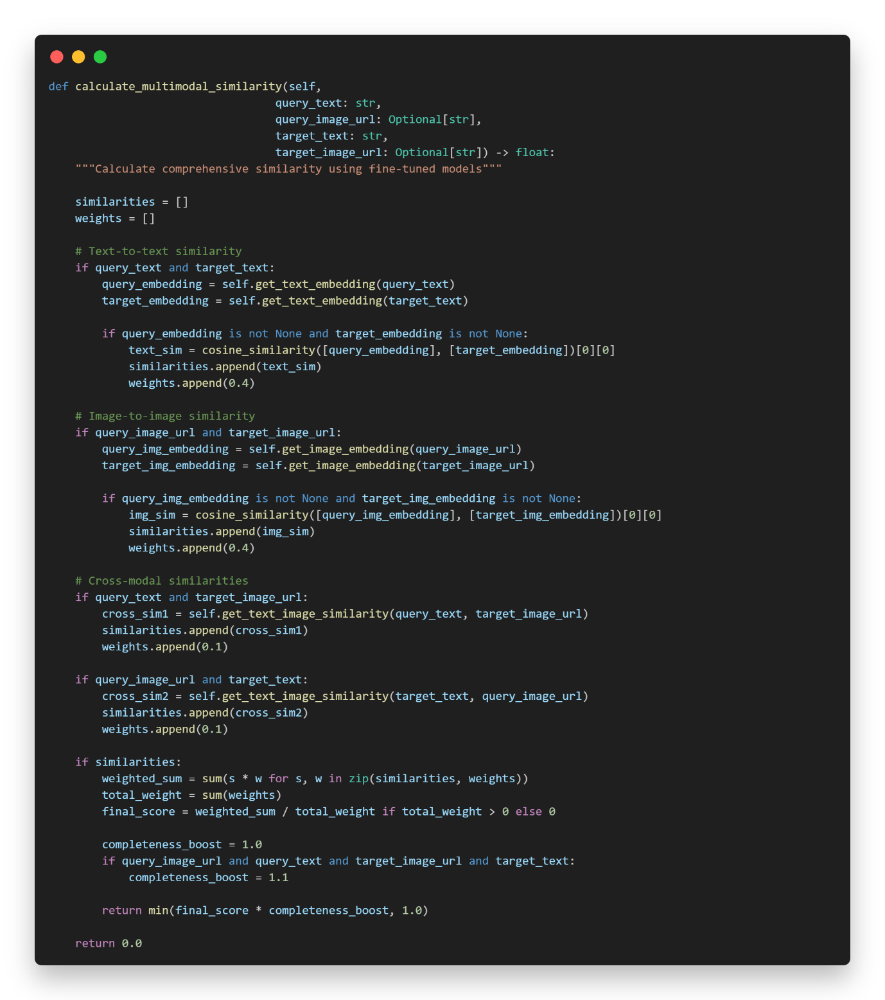 def calculate_multimodal_similarity(self,
                                  query_text: str,
                                  query_image_url: Optional[str],
                                  target_text: str,
                                  target_image_url: Optional[str]) -> float:
    """Calculate comprehensive similarity using fine-tuned models"""

    similarities = []
    weights = []

    # Text-to-text similarity
    if query_text and target_text:
        query_embedding = self.get_text_embedding(query_text)
        target_embedding = self.get_text_embedding(target_text)

        if query_embedding is not None and target_embedding is not None:
            text_sim = cosine_similarity([query_embedding], [target_embedding])[0][0]
            similarities.append(text_sim)
            weights.append(0.4)

    # Image-to-image similarity
    if query_image_url and target_image_url:
        query_img_embedding = self.get_image_embedding(query_image_url)
        target_img_embedding = self.get_image_embedding(target_image_url)

        if query_img_embedding is not None and target_img_embedding is not None:
            img_sim = cosine_similarity([query_img_embedding], [target_img_embedding])[0][0]
            similarities.append(img_sim)
            weights.append(0.4)

    # Cross-modal similarities
    if query_text and target_image_url:
        cross_sim1 = self.get_text_image_similarity(query_text, target_image_url)
        similarities.append(cross_sim1)
        weights.append(0.1)

    if query_image_url and target_text:
        cross_sim2 = self.get_text_image_similarity(target_text, query_image_url)
        similarities.append(cross_sim2)
        weights.append(0.1)

    if similarities:
        weighted_sum = sum(s * w for s, w in zip(similarities, weights))
        total_weight = sum(weights)
        final_score = weighted_sum / total_weight if total_weight > 0 else 0

        completeness_boost = 1.0
        if query_image_url and query_text and target_image_url and target_text:
            completeness_boost = 1.1

        return min(final_score * completeness_boost, 1.0)

    return 0.0